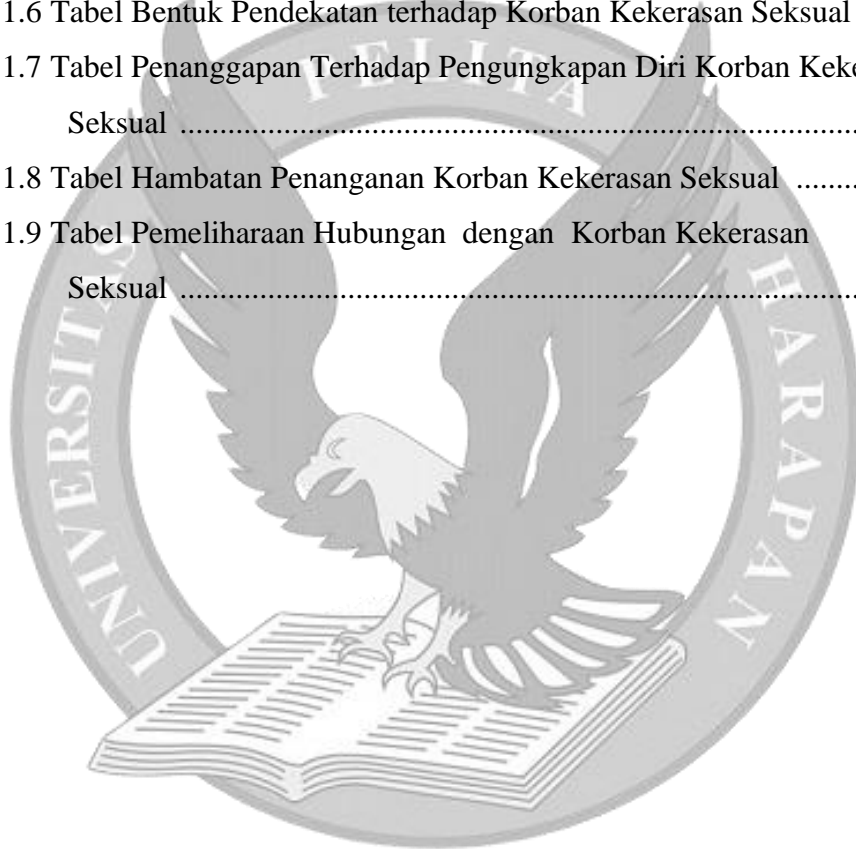 1.6 Tabel Bentuk Pendekatan terhadap Korban Kekerasan Seksual
1.7 Tabel Penanggapan Terhadap Pengungkapan Diri Korban Keke
Seksual ....................................................................................
1.8 Tabel Hambatan Penanganan Korban Kekerasan Seksual ........
1.9 Tabel Pemeliharaan Hubungan dengan Korban Kekerasan
Seksual ....................................................................................
UNIVERSITAS PELITA HARAPAN